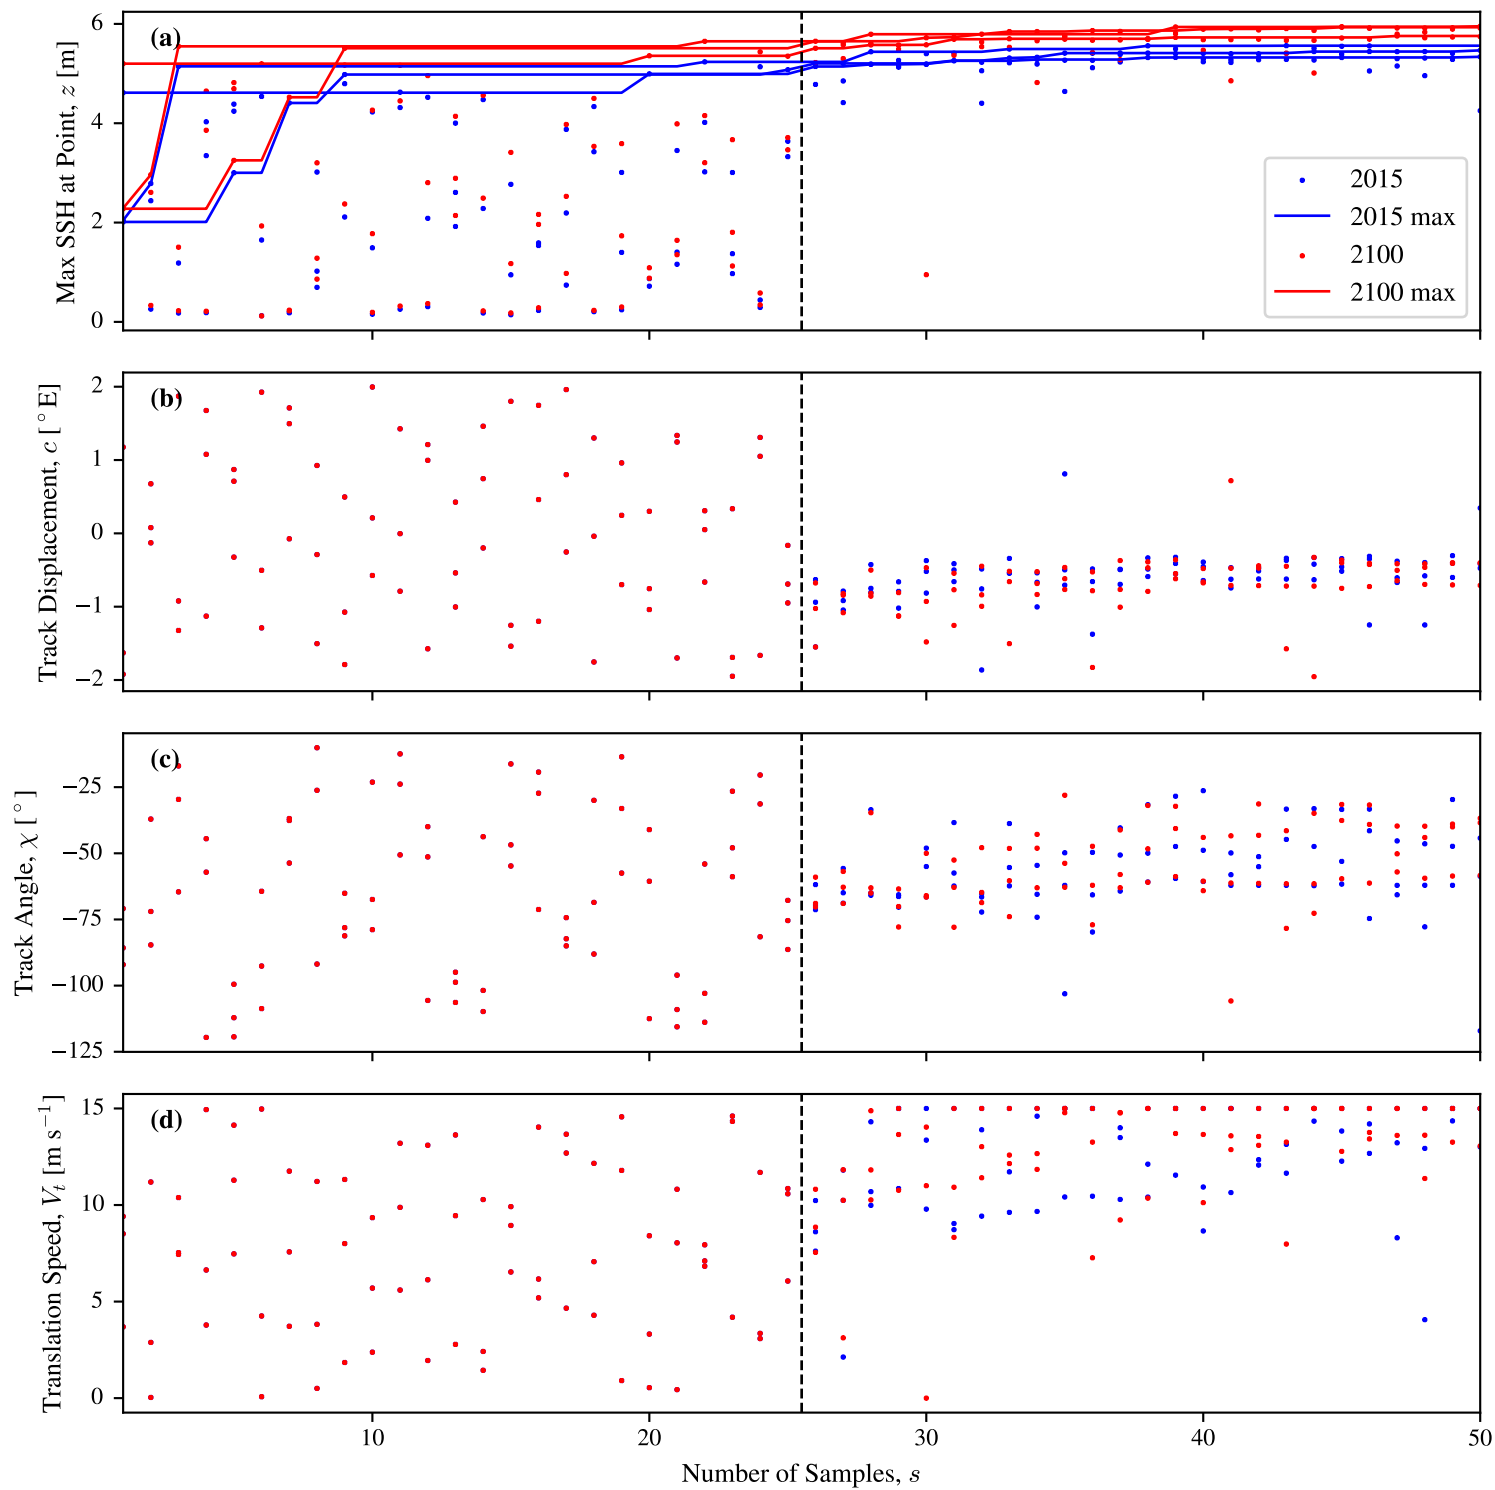 (a)
Max SSH at Point, z [m]
6
4
2
0
2015
2015 max
2100
2100 max
(b)
Track Displacement, c [°E]
2
1
0
−1
−2
(c)
Track Angle, χ [°]
−25
−50
−75
−100
−125
(d)
Translation Speed, Vₜ [m s⁻¹]
15
10
5
0
10 20 30 40 50
Number of Samples, s